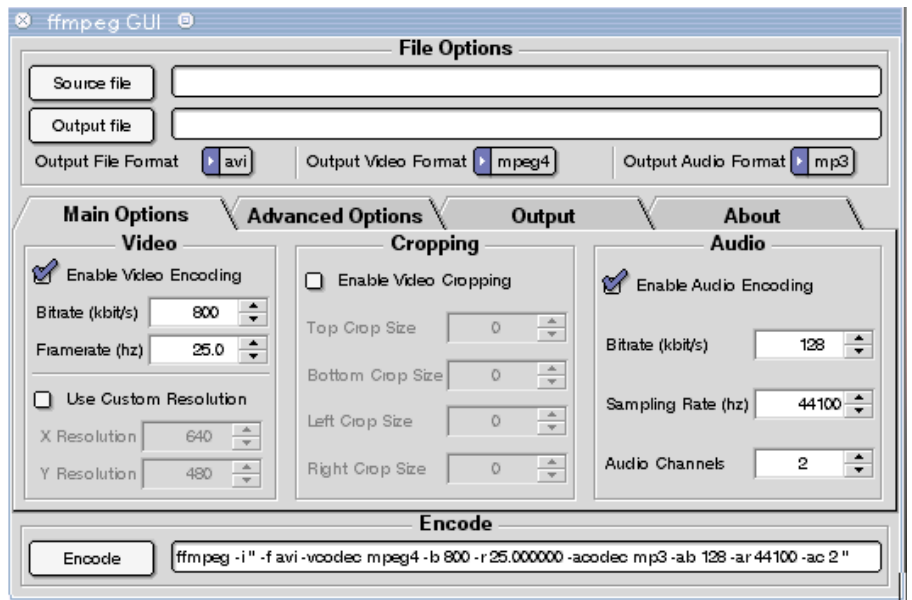 ffmpeg GUI
File Options
Source file
Output file
Output File Format avi
Output Video Format mpeg4
Output Audio Format mp3
Main Options
Advanced Options
Output
About
Video
Enable Video Encoding
Bitrate (kbit/s) 800
Framerate (hz) 25.0
Use Custom Resolution
X Resolution 640
Y Resolution 480
Cropping
Enable Video Cropping
Top Crop Size 0
Bottom Crop Size 0
Left Crop Size 0
Right Crop Size 0
Audio
Enable Audio Encoding
Bitrate (kbit/s) 128
Sampling Rate (hz) 44100
Audio Channels 2
Encode
Encode
ffmpeg -i " -f avi -vcodec mpeg4 -b 800 -r 25.000000 -acodec mp3 -ab 128 -ar 44100 -ac 2 "